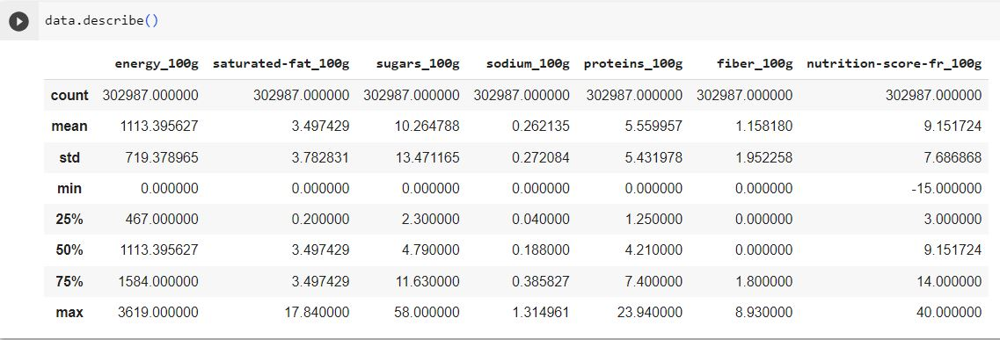 data.describe()
energy_100g saturated-fat_100g sugars_100g sodium_100g proteins_100g fiber_100g nutrition-score-fr_100g
count 302987.000000 302987.000000 302987.000000 302987.000000 302987.000000 302987.000000 302987.000000
mean 1113.395627 3.497429 10.264788 0.262135 5.559957 1.158180 9.151724
std 719.378965 3.782831 13.471165 0.272084 5.431978 1.952258 7.686868
min 0.000000 0.000000 0.000000 0.000000 0.000000 0.000000 -15.000000
25% 467.000000 0.200000 2.300000 0.040000 1.250000 0.000000 3.000000
50% 1113.395627 3.497429 4.790000 0.188000 4.210000 0.000000 9.151724
75% 1584.000000 3.497429 11.630000 0.385827 7.400000 1.800000 14.000000
max 3619.000000 17.840000 58.000000 1.314961 23.940000 8.930000 40.000000